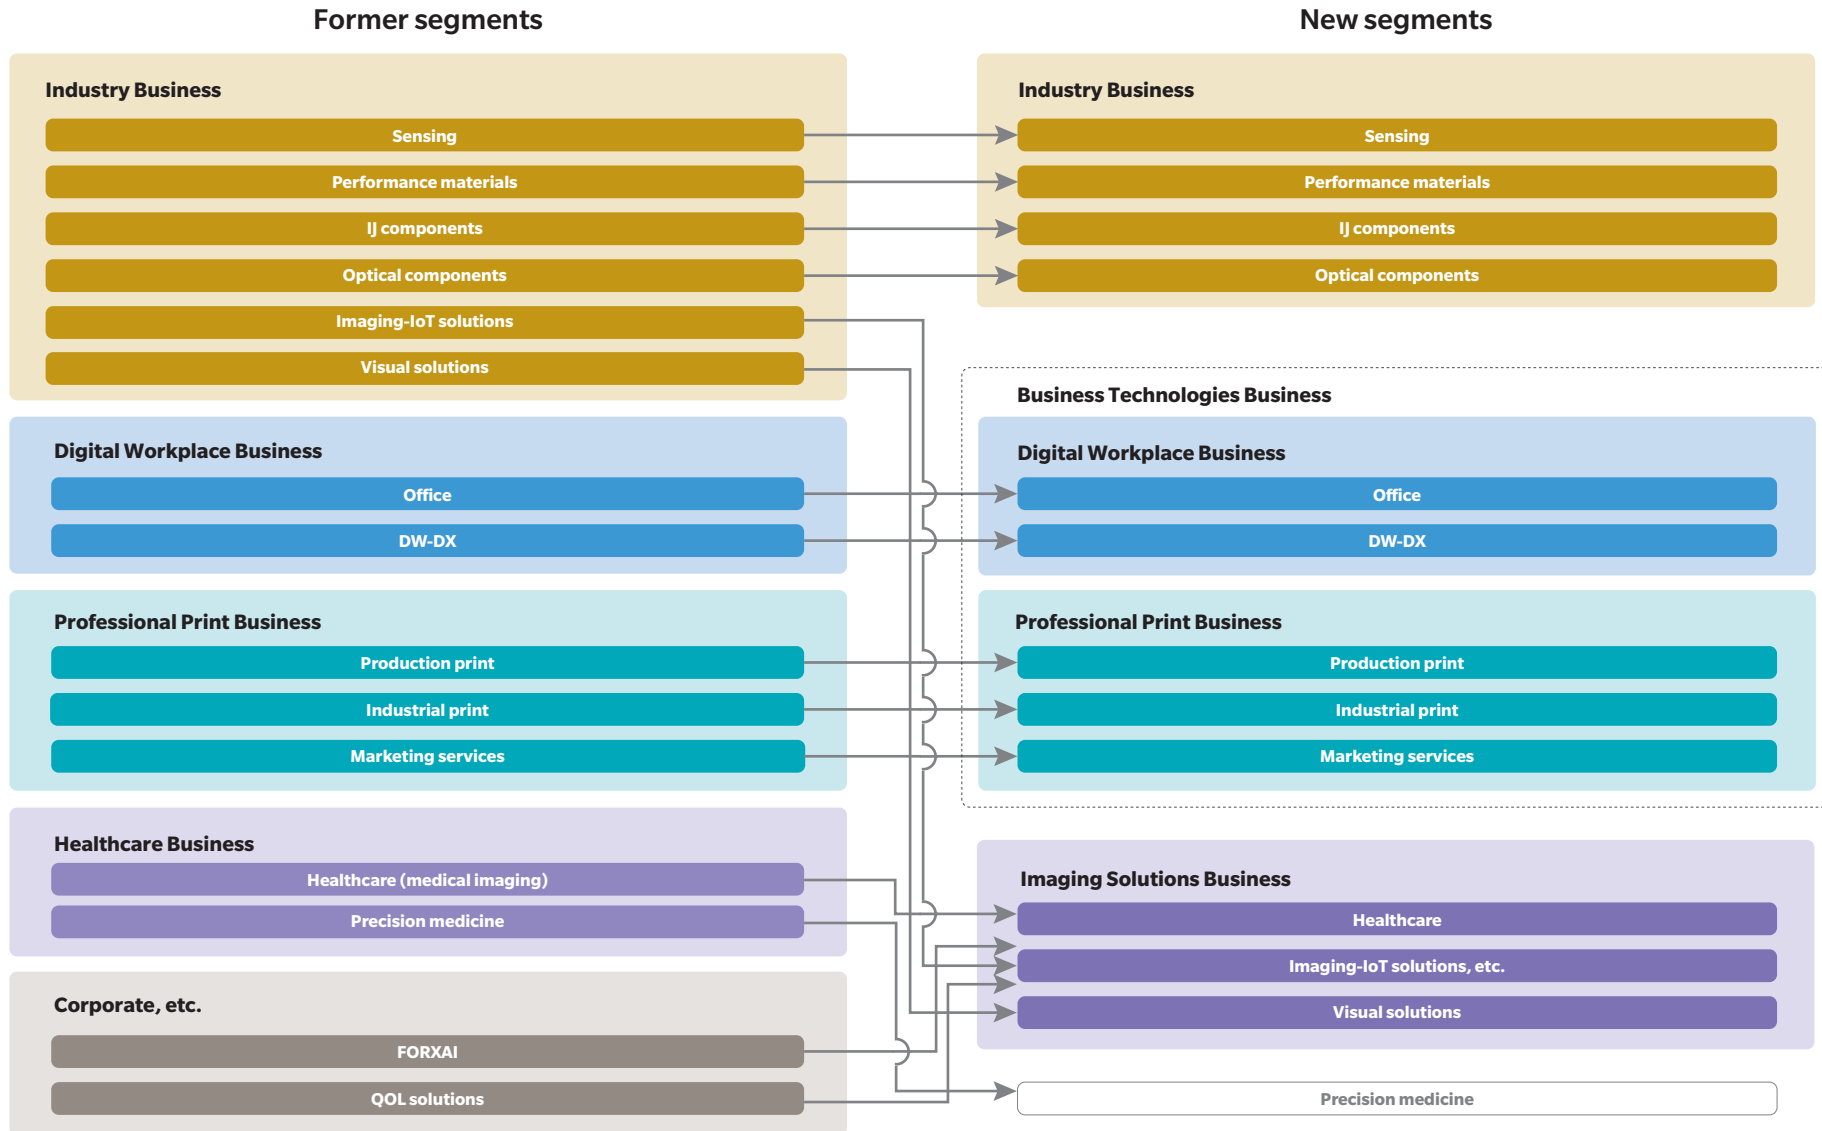 Former segments
Industry Business
Sensing
Performance materials
IJ components
Optical components
Imaging-IoT solutions
Visual solutions
Digital Workplace Business
Office
DW-DX
Professional Print Business
Production print
Industrial print
Marketing services
Healthcare Business
Healthcare (medical imaging)
Precision medicine
Corporate, etc.
FORXAI
QOL solutions
New segments
Industry Business
Sensing
Performance materials
IJ components
Optical components
Business Technologies Business
Digital Workplace Business
Office
DW-DX
Professional Print Business
Production print
Industrial print
Marketing services
Imaging Solutions Business
Healthcare
Imaging-IoT solutions, etc.
Visual solutions
Precision medicine